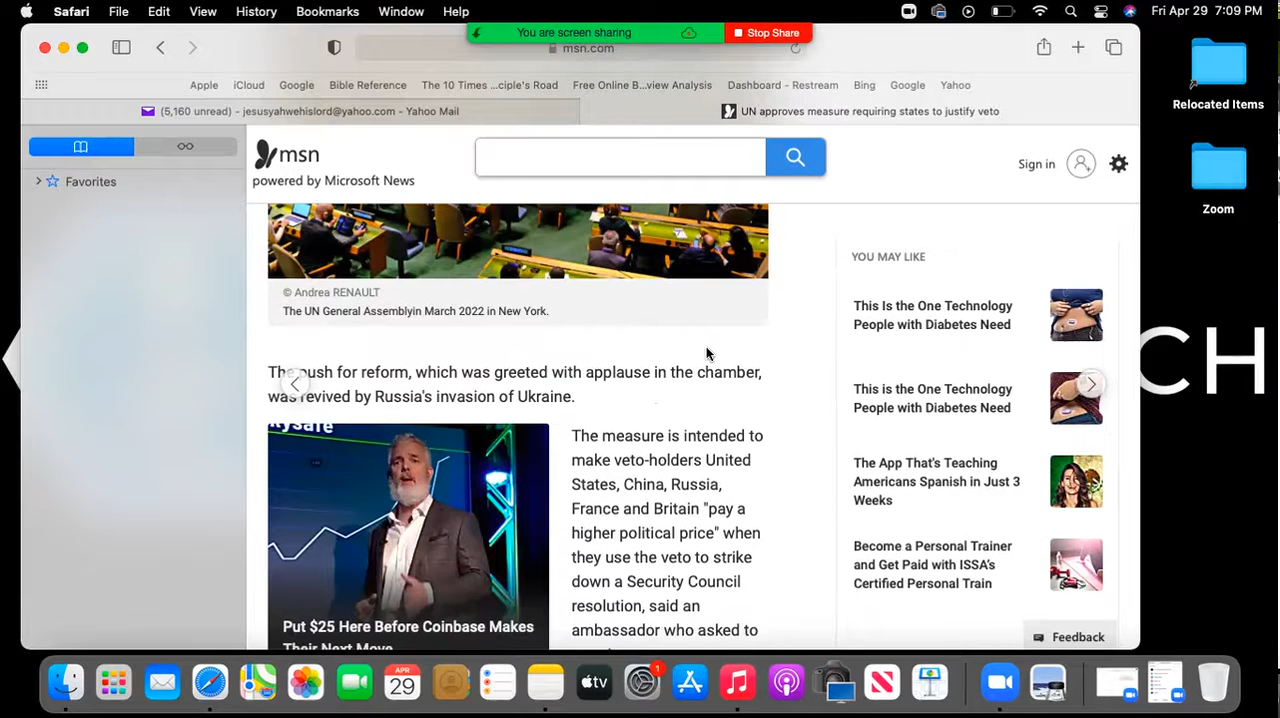 Safari File Edit View History Bookmarks Window Help Fri Apr 29 7:09 PM
You are screen sharing Stop Share
msn.com
Apple iCloud Google Bible Reference The 10 Times ...ciple's Road Free Online B...view Analysis Dashboard - Restream Bing Google Yahoo
(5,160 unread) - jesusyahwehislord@yahoo.com - Yahoo Mail
UN approves measure requiring states to justify veto
Relocated Items
Zoom
CH
Favorites
msn
powered by Microsoft News
Sign in
© Andrea RENAULT
The UN General Assemblyin March 2022 in New York.
The push for reform, which was greeted with applause in the chamber,
was revived by Russia's invasion of Ukraine.
The measure is intended to
make veto-holders United
States, China, Russia,
France and Britain "pay a
higher political price" when
they use the veto to strike
down a Security Council
resolution, said an
ambassador who asked to
Put $25 Here Before Coinbase Makes
Their Next Move
YOU MAY LIKE
This Is the One Technology
People with Diabetes Need
This is the One Technology
People with Diabetes Need
The App That's Teaching
Americans Spanish in Just 3
Weeks
Become a Personal Trainer
and Get Paid with ISSA's
Certified Personal Train
Feedback
APR
29
tv
1